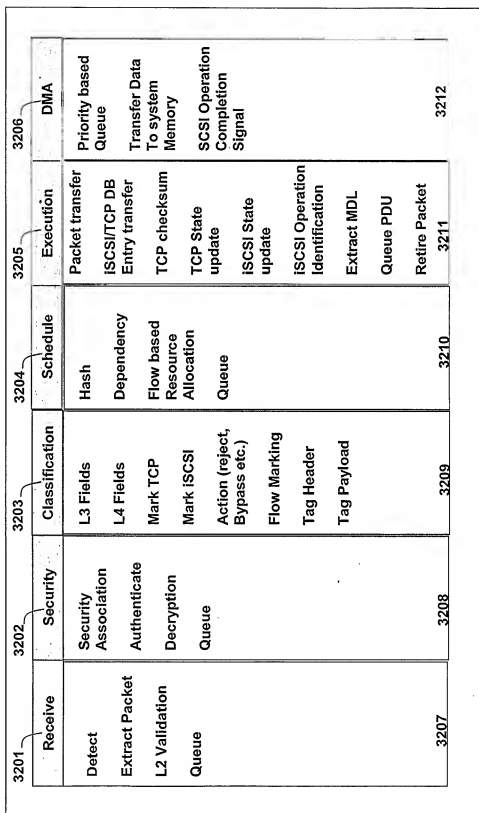 3201
Receive
Detect
Extract Packet
L2 Validation
Queue
3207
3202
Security
Security
Association
Authenticate
Decryption
Queue
3208
3203
Classification
L3 Fields
L4 Fields
Mark TCP
Mark iSCSI
Action (reject,
Bypass etc.)
Flow Marking
Tag Header
Tag Payload
3209
3204
Schedule
Hash
Dependency
Flow based
Resource
Allocation
Queue
3210
3205
Execution
Packet transfer
iSCSI/TCP DB
Entry transfer
TCP checksum
TCP State
update
iSCSI State
update
iSCSI Operation
Identification
Extract MDL
Queue PDU
Retire Packet
3211
3206
DMA
Priority based
Queue
Transfer Data
To system
Memory
SCSI Operation
Completion
Signal
3212